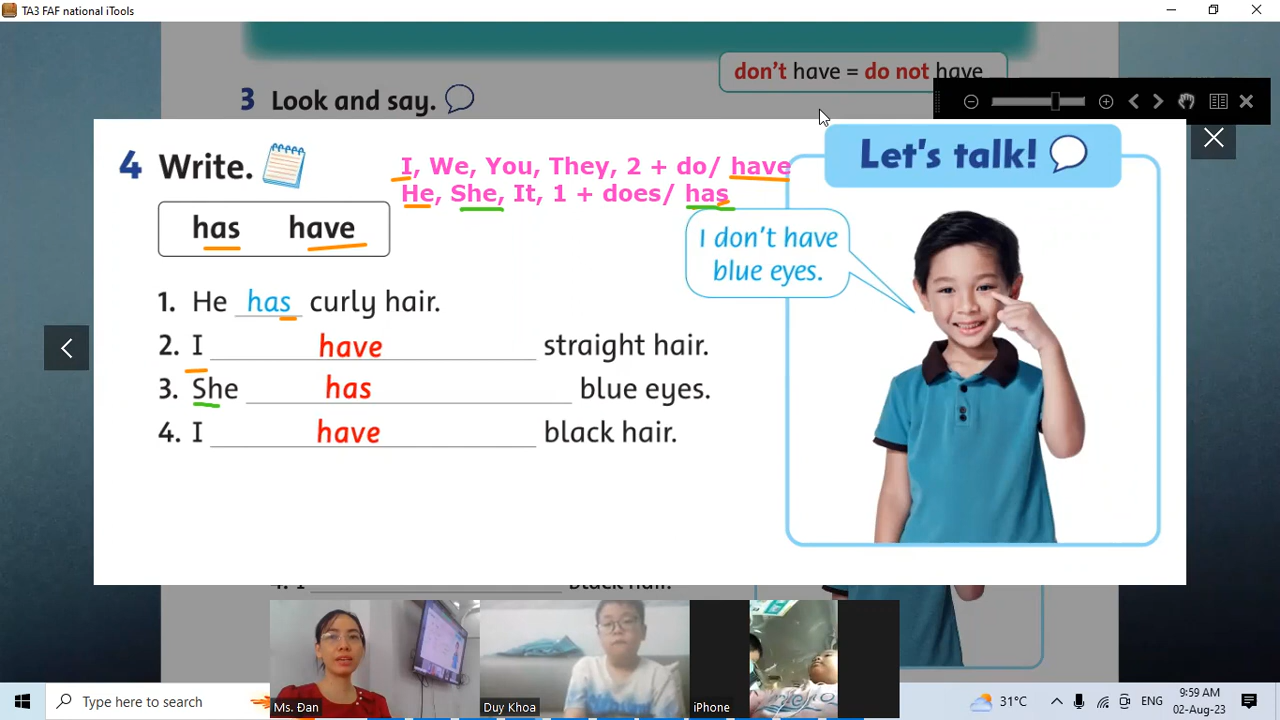 TA3 FAF national iTools
don't have = do not have
3 Look and say.
4 Write.
I, We, You, They, 2 + do/ have
He, She, It, 1 + does/ has
has have
Let's talk!
I don't have
blue eyes.
1. He has curly hair.
2. I have straight hair.
3. She has blue eyes.
4. I have black hair.
Ms. Đan
Duy Khoa
iPhone
Type here to search
31°C
ENG
9:59 AM
02-Aug-23